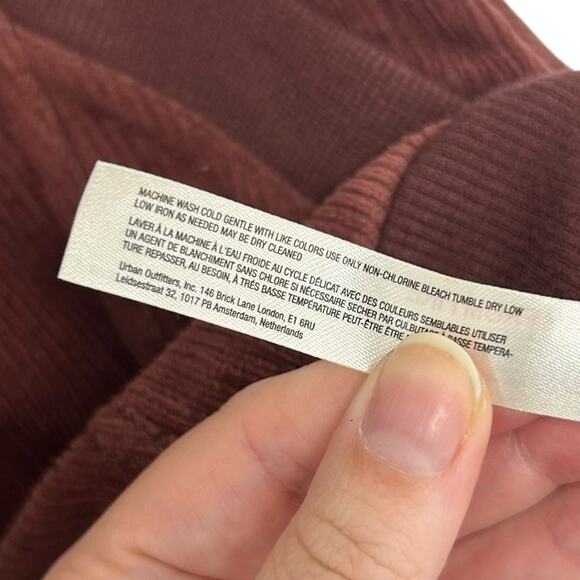 MACHINE WASH COLD GENTLE WITH LIKE COLORS USE ONLY NON-CHLORINE BLEACH TUMBLE DRY LOW
LOW IRON AS NEEDED MAY BE DRY CLEANED
LAVER À LA MACHINE À L'EAU FROIDE AU CYCLE DÉLICAT AVEC DES COULEURS SEMBLABLES UTILISER
UN AGENT DE BLANCHIMENT SANS CHLORE SI NÉCESSAIRE SECHER PAR CULBUTAGE À BASSE TEMPERA-
TURE REPASSER, AU BESOIN, À TRÈS BASSE TEMPÉRATURE PEUT-ÊTRE ÊTRE
Urban Outfitters, Inc. 146 Brick Lane London, E1 6RU
Leidsestraat 32, 1017 PB Amsterdam, Netherlands